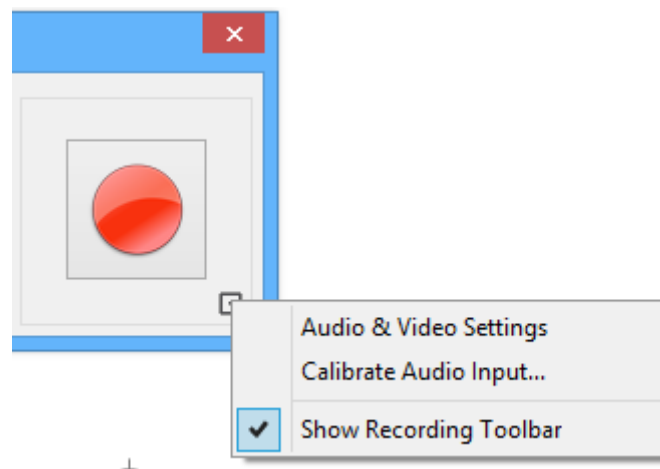 Audio & Video Settings
Calibrate Audio Input...
Show Recording Toolbar